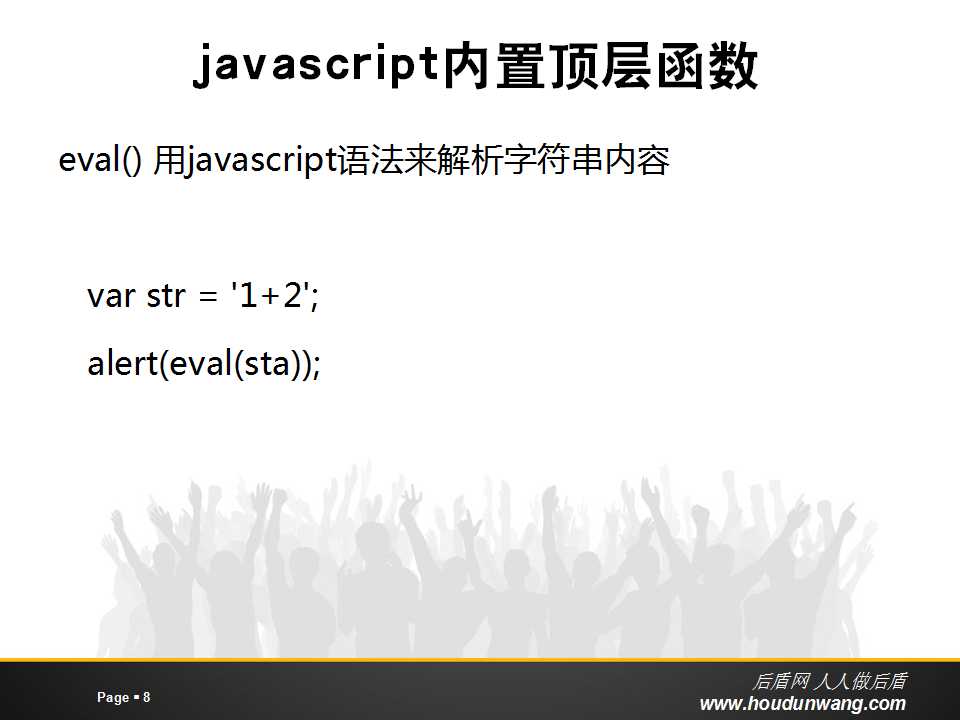 javascript内置顶层函数
eval() 用javascript语法来解析字符串内容
var str = '1+2';
alert(eval(sta));
Page ▪ 8
后盾网 人人做后盾
www.houdunwang.com